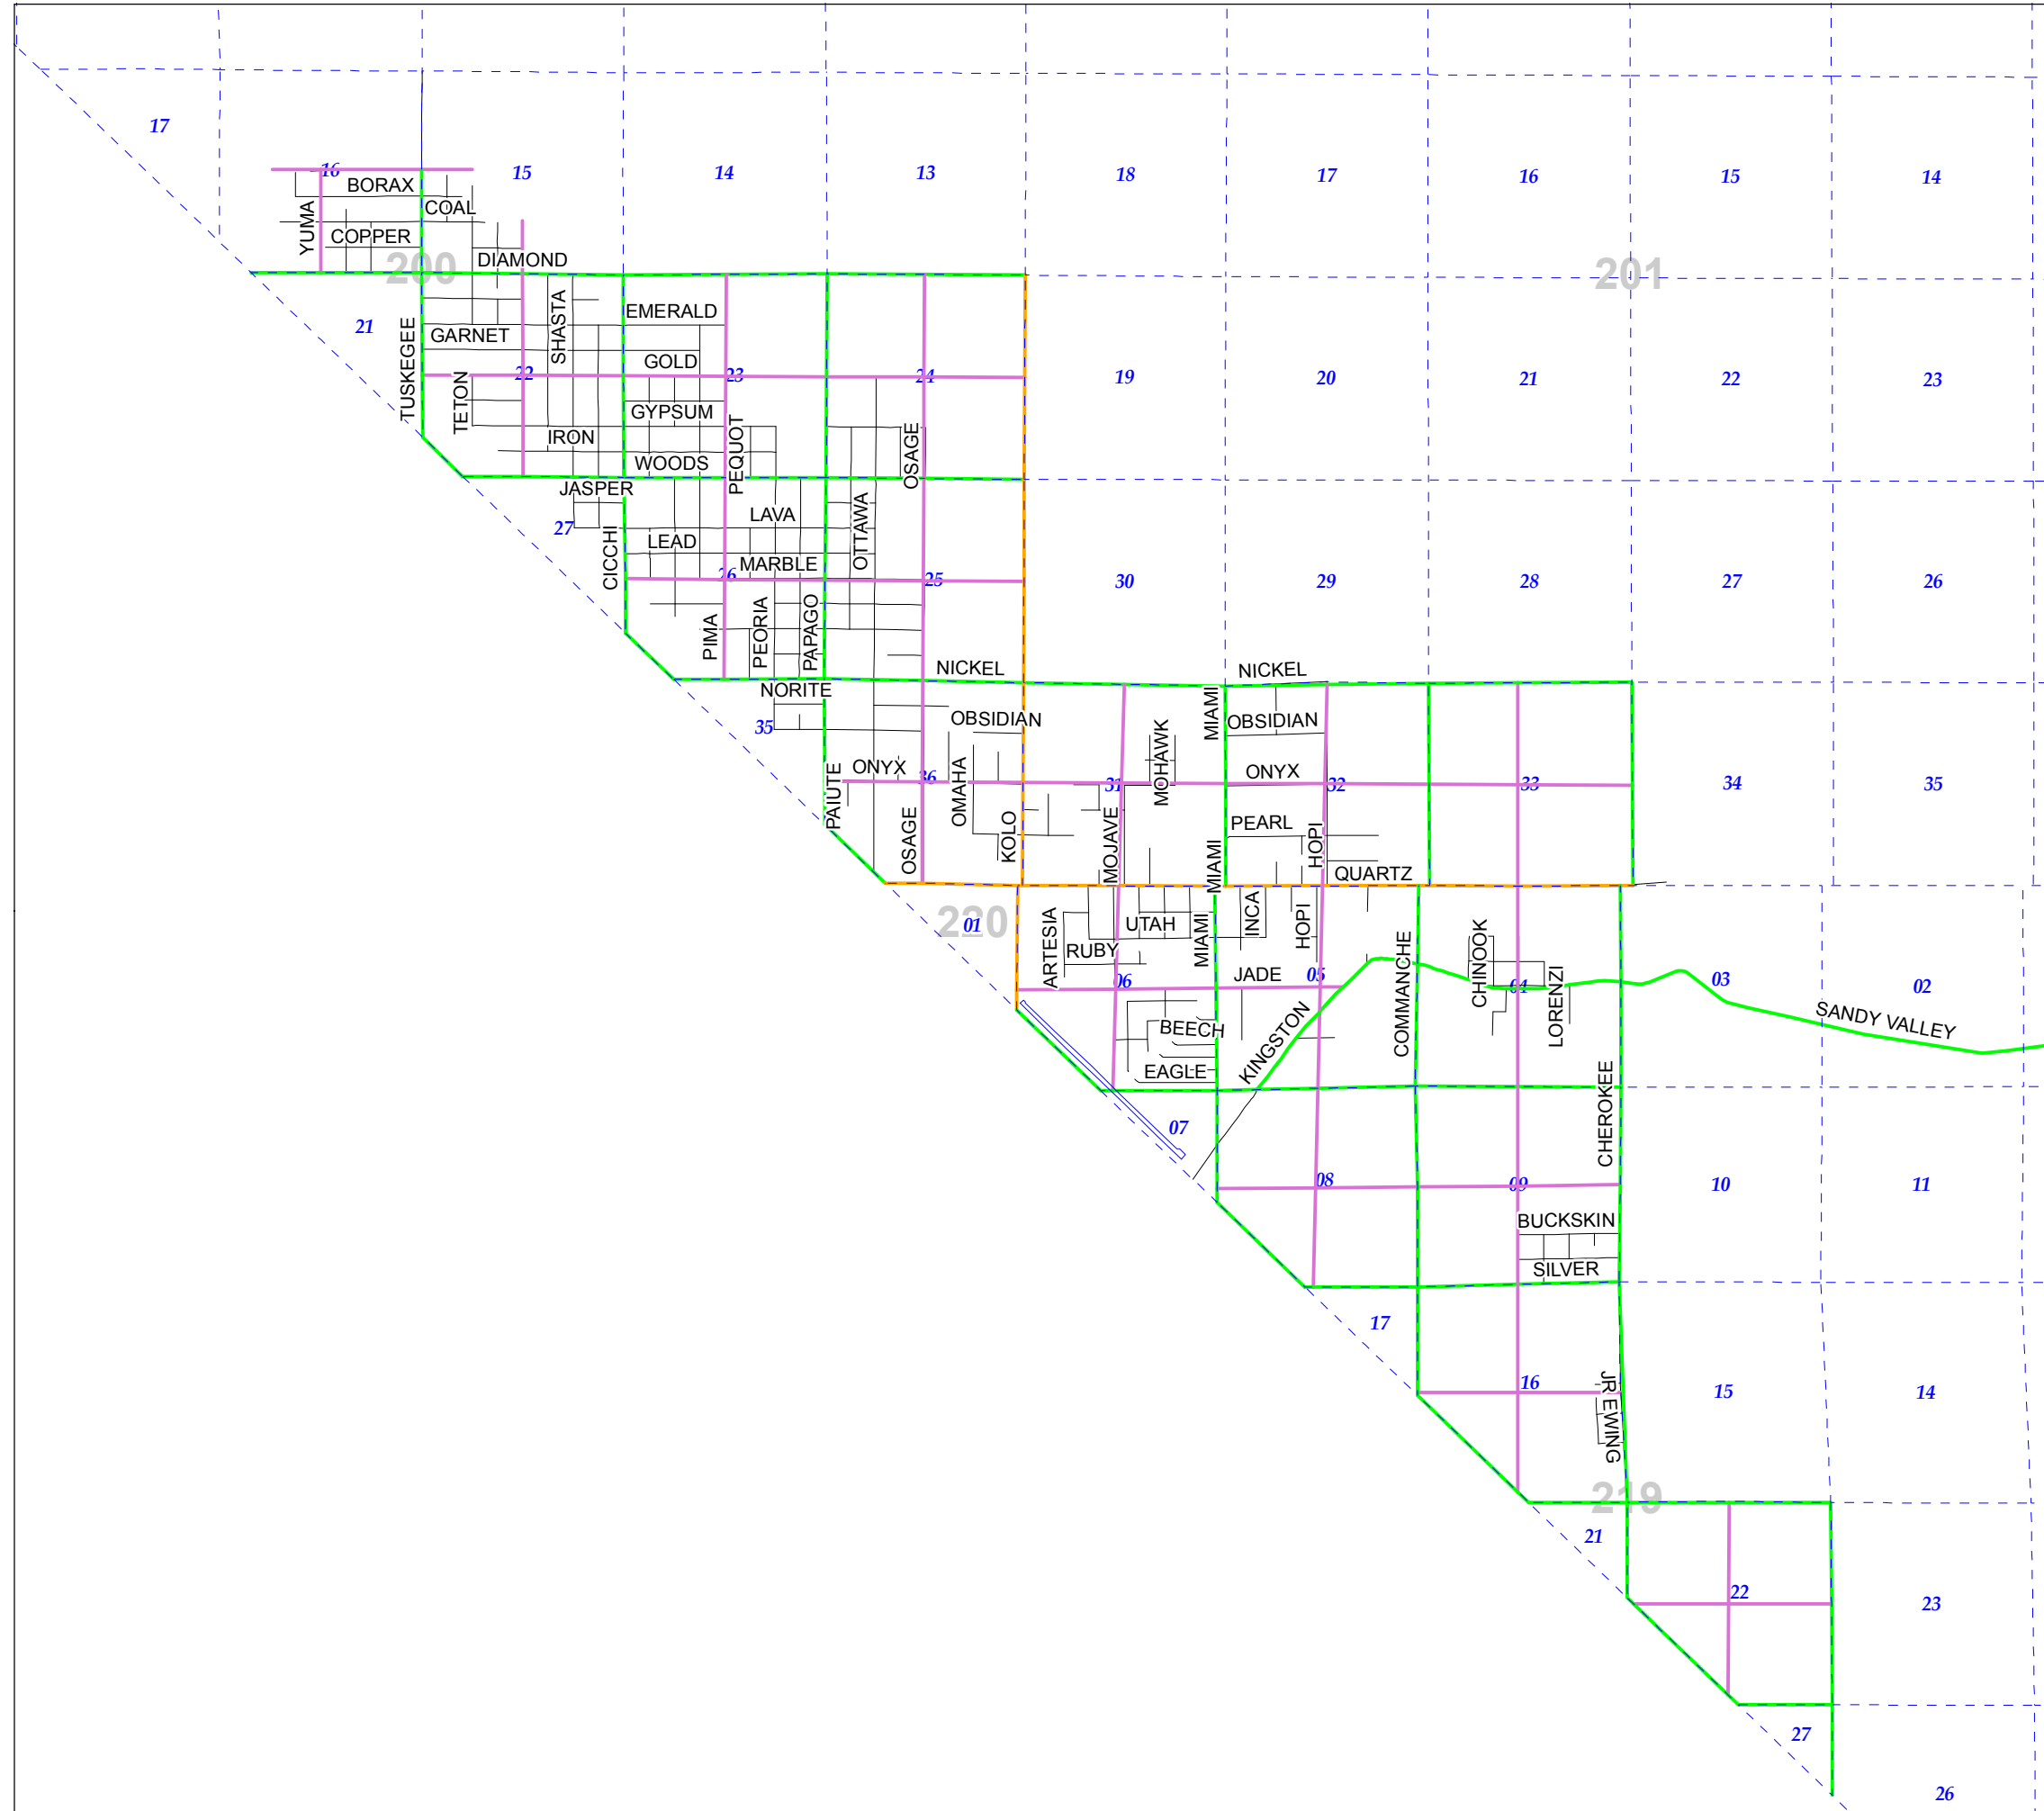 17
16
15
14
13
18
17
16
15
14
BORAX
COAL
YUMA
COPPER
DIAMOND
200
201
21
TUSKEGEE
SHASTA
EMERALD
GARNET
GOLD
22
23
24
19
20
21
22
23
TETON
GYPSUM
IRON
WOODS
PEQUOT
OSAGE
JASPER
LAVA
27
CICCHI
LEAD
OTTAWA
MARBLE
26
25
30
29
28
27
26
PIMA
PEORIA
PAPAGO
NICKEL
NICKEL
NORITE
35
OBSIDIAN
MIAMI
OBSIDIAN
MOHAWK
ONYX
36
31
ONYX
32
33
34
35
PAIUTE
OMAHA
OSAGE
KOLO
MOJAVE
PEARL
HOPI
MIAMI
QUARTZ
220
01
ARTESIA
UTAH
RUBY
MIAMI
INCA
HOPI
COMMANCHE
CHINOOK
LORENZI
06
JADE
05
04
03
02
SANDY VALLEY
BEECH
KINGSTON
EAGLE
CHEROKEE
07
08
09
10
11
BUCKSKIN
SILVER
17
16
15
14
JR EWING
219
21
22
23
27
26